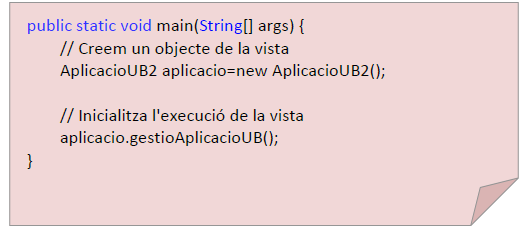 public static void main(String[] args) {
// Creem un objecte de la vista
AplicacioUB2 aplicacio=new AplicacioUB2();
// Inicialitza l'execució de la vista
aplicacio.gestioAplicacioUB();
}